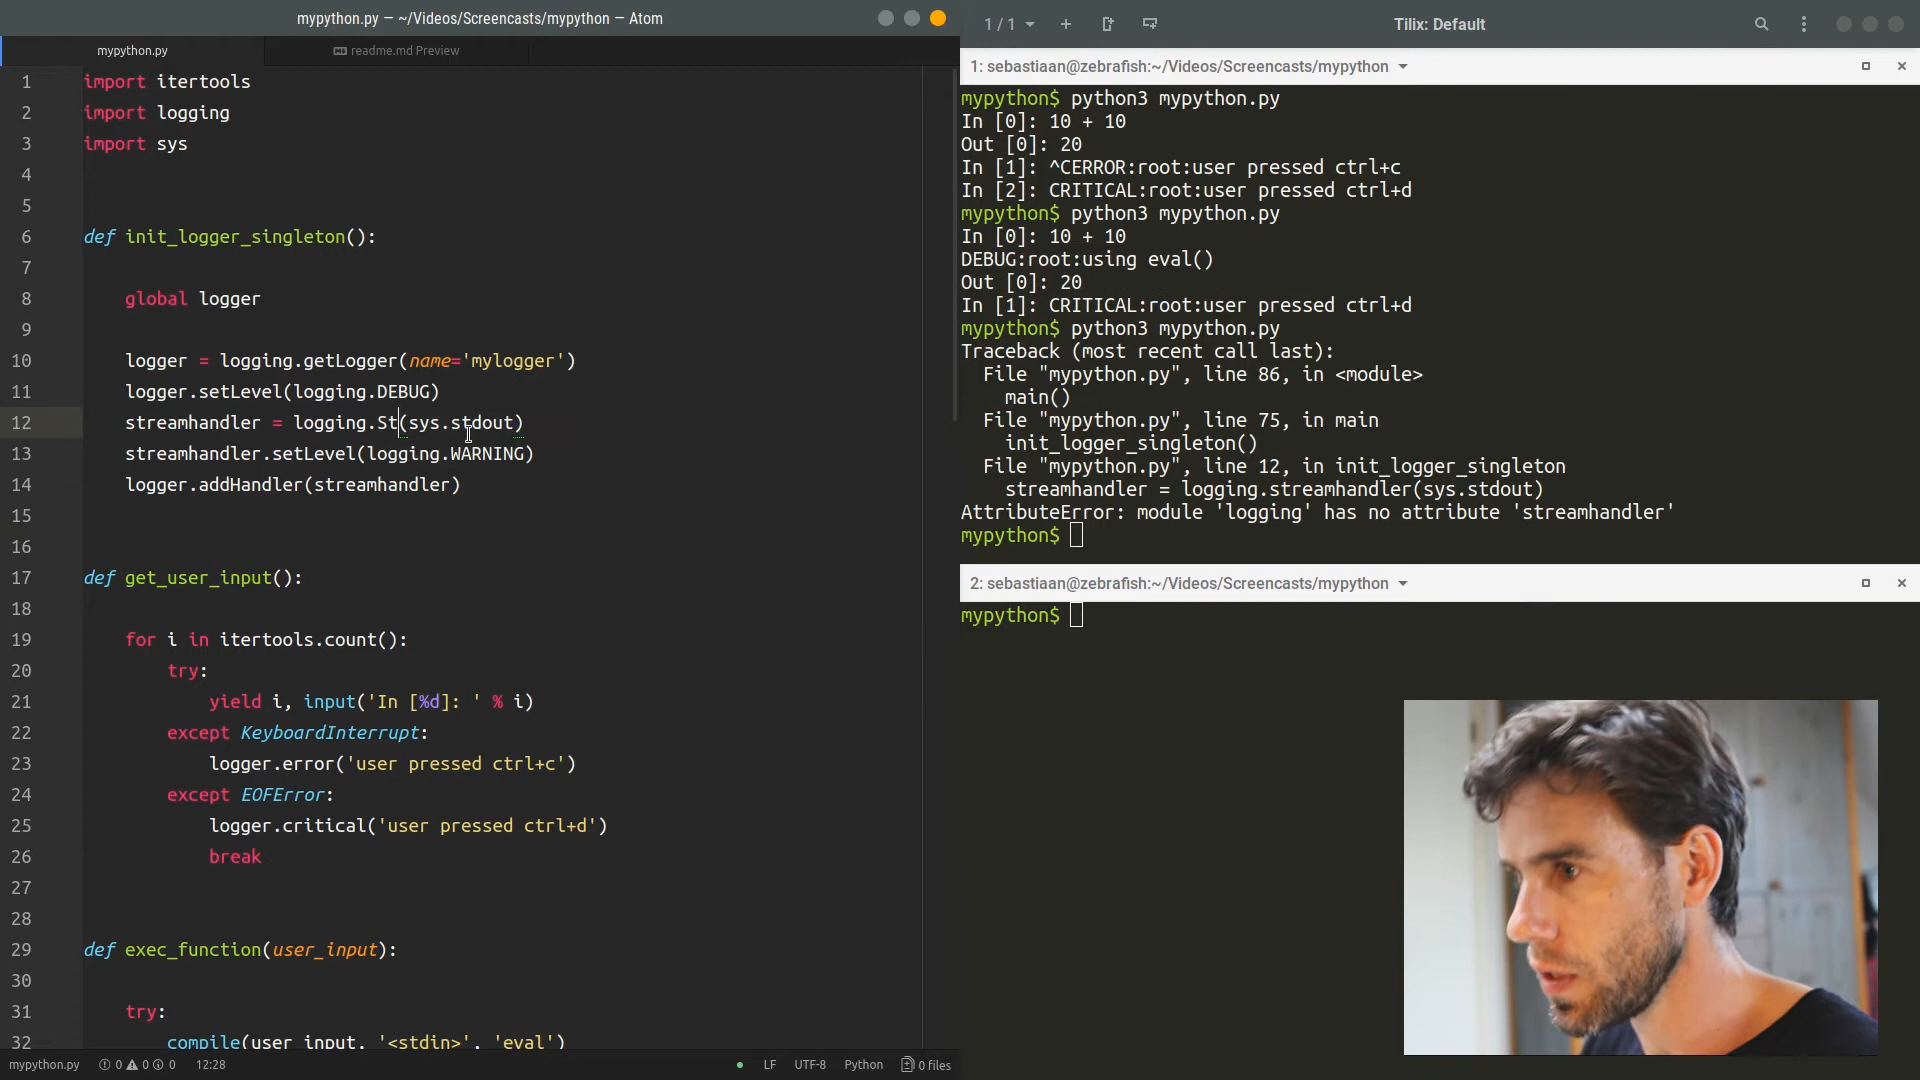 mypython.py — ~/Videos/Screencasts/mypython — Atom
mypython.py
readme.md Preview
1 import itertools
2 import logging
3 import sys
4
5
6 def init_logger_singleton():
7
8 global logger
9
10 logger = logging.getLogger(name='mylogger')
11 logger.setLevel(logging.DEBUG)
12 streamhandler = logging.St(sys.stdout)
13 streamhandler.setLevel(logging.WARNING)
14 logger.addHandler(streamhandler)
15
16
17 def get_user_input():
18
19 for i in itertools.count():
20 try:
21 yield i, input('In [%d]: ' % i)
22 except KeyboardInterrupt:
23 logger.error('user pressed ctrl+c')
24 except EOFError:
25 logger.critical('user pressed ctrl+d')
26 break
27
28
29 def exec_function(user_input):
30
31 try:
32 compile(user_input, '<stdin>', 'eval')
mypython.py 0 0 0 12:28 LF UTF-8 Python 0 files
1 / 1 Tilix: Default
1: sebastiaan@zebrafish:~/Videos/Screencasts/mypython
mypython$ python3 mypython.py
In [0]: 10 + 10
Out [0]: 20
In [1]: ^CERROR:root:user pressed ctrl+c
In [2]: CRITICAL:root:user pressed ctrl+d
mypython$ python3 mypython.py
In [0]: 10 + 10
DEBUG:root:using eval()
Out [0]: 20
In [1]: CRITICAL:root:user pressed ctrl+d
mypython$ python3 mypython.py
Traceback (most recent call last):
File "mypython.py", line 86, in <module>
main()
File "mypython.py", line 75, in main
init_logger_singleton()
File "mypython.py", line 12, in init_logger_singleton
streamhandler = logging.streamhandler(sys.stdout)
AttributeError: module 'logging' has no attribute 'streamhandler'
mypython$
2: sebastiaan@zebrafish:~/Videos/Screencasts/mypython
mypython$